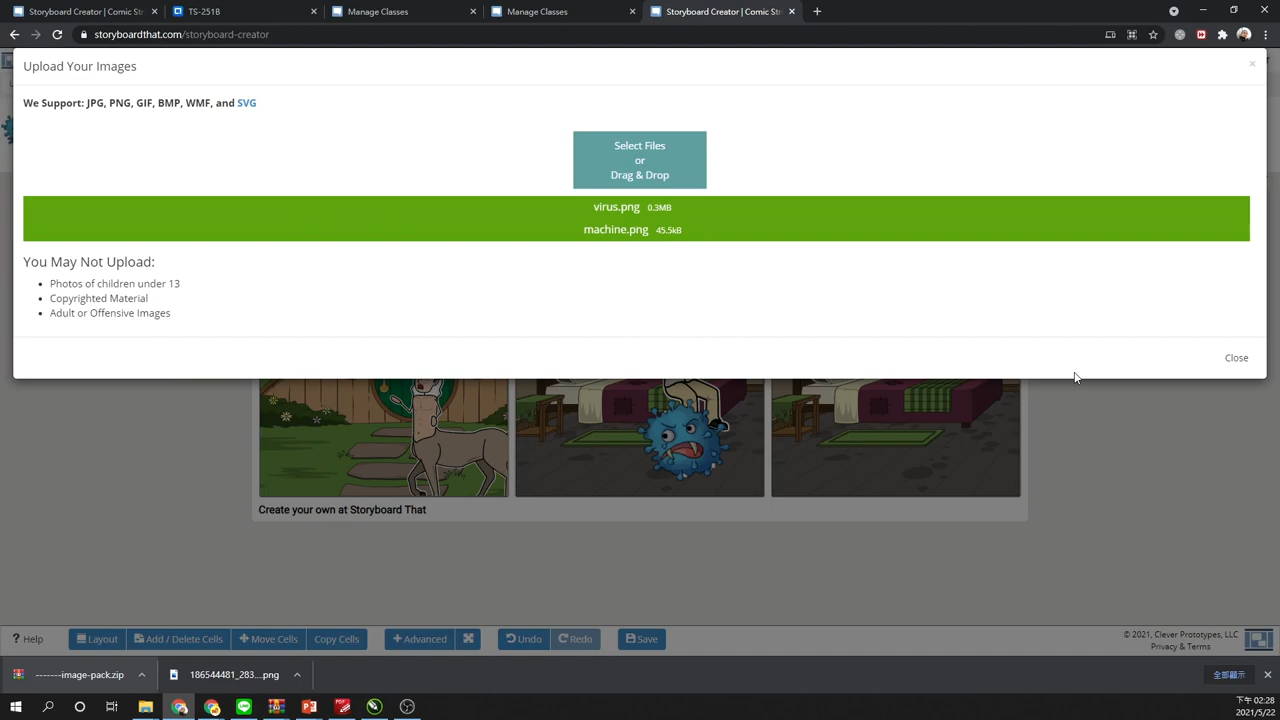 Storyboard Creator | Comic Str
TS-2518
Manage Classes
Manage Classes
Storyboard Creator | Comic Str
storyboardthat.com/storyboard-creator
Upload Your Images
We Support: JPG, PNG, GIF, BMP, WMF, and SVG
Select Files
or
Drag & Drop
virus.png 0.3MB
machine.png 45.5kB
You May Not Upload:
• Photos of children under 13
• Copyrighted Material
• Adult or Offensive Images
Close
Create your own at Storyboard That
? Help
Layout
Add / Delete Cells
Move Cells
Copy Cells
Advanced
Undo
Redo
Save
© 2021, Clever Prototypes, LLC
Privacy & Terms
-------image-pack.zip
186544481_283....png
全部顯示
下午 02:28
2021/5/22